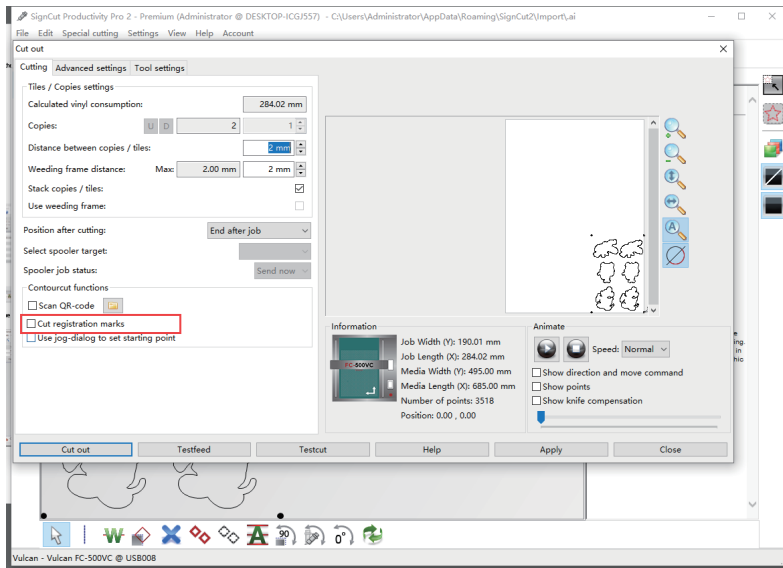 SignCut Productivity Pro 2 - Premium (Administrator @ DESKTOP-ICGJ557) - C:\Users\Administrator\AppData\Roaming\SignCut2\Import\,ai
File Edit Special cutting Settings View Help Account
Cut out
Cutting Advanced settings Tool settings
Tiles / Copies settings
Calculated vinyl consumption: 284.02 mm
Copies: U D 2 1
Distance between copies / tiles: 2 mm
Weeding frame distance: Max: 2.00 mm 2 mm
Stack copies / tiles:
Use weeding frame:
Position after cutting: End after job
Select spooler target:
Spooler job status: Send now
Contourcut functions
Scan QR-code
Cut registration marks
Use jog-dialog to set starting point
A
Information
FC-500VC
Job Width (Y): 190.01 mm
Job Length (X): 284.02 mm
Media Width (Y): 495.00 mm
Media Length (X): 685.00 mm
Number of points: 3518
Position: 0.00 , 0.00
Animate
Speed: Normal
Show direction and move command
Show points
Show knife compensation
Cut out Testfeed Testcut Help Apply Close
W A 90 0°
Vulcan - Vulcan FC-500VC @ USB008